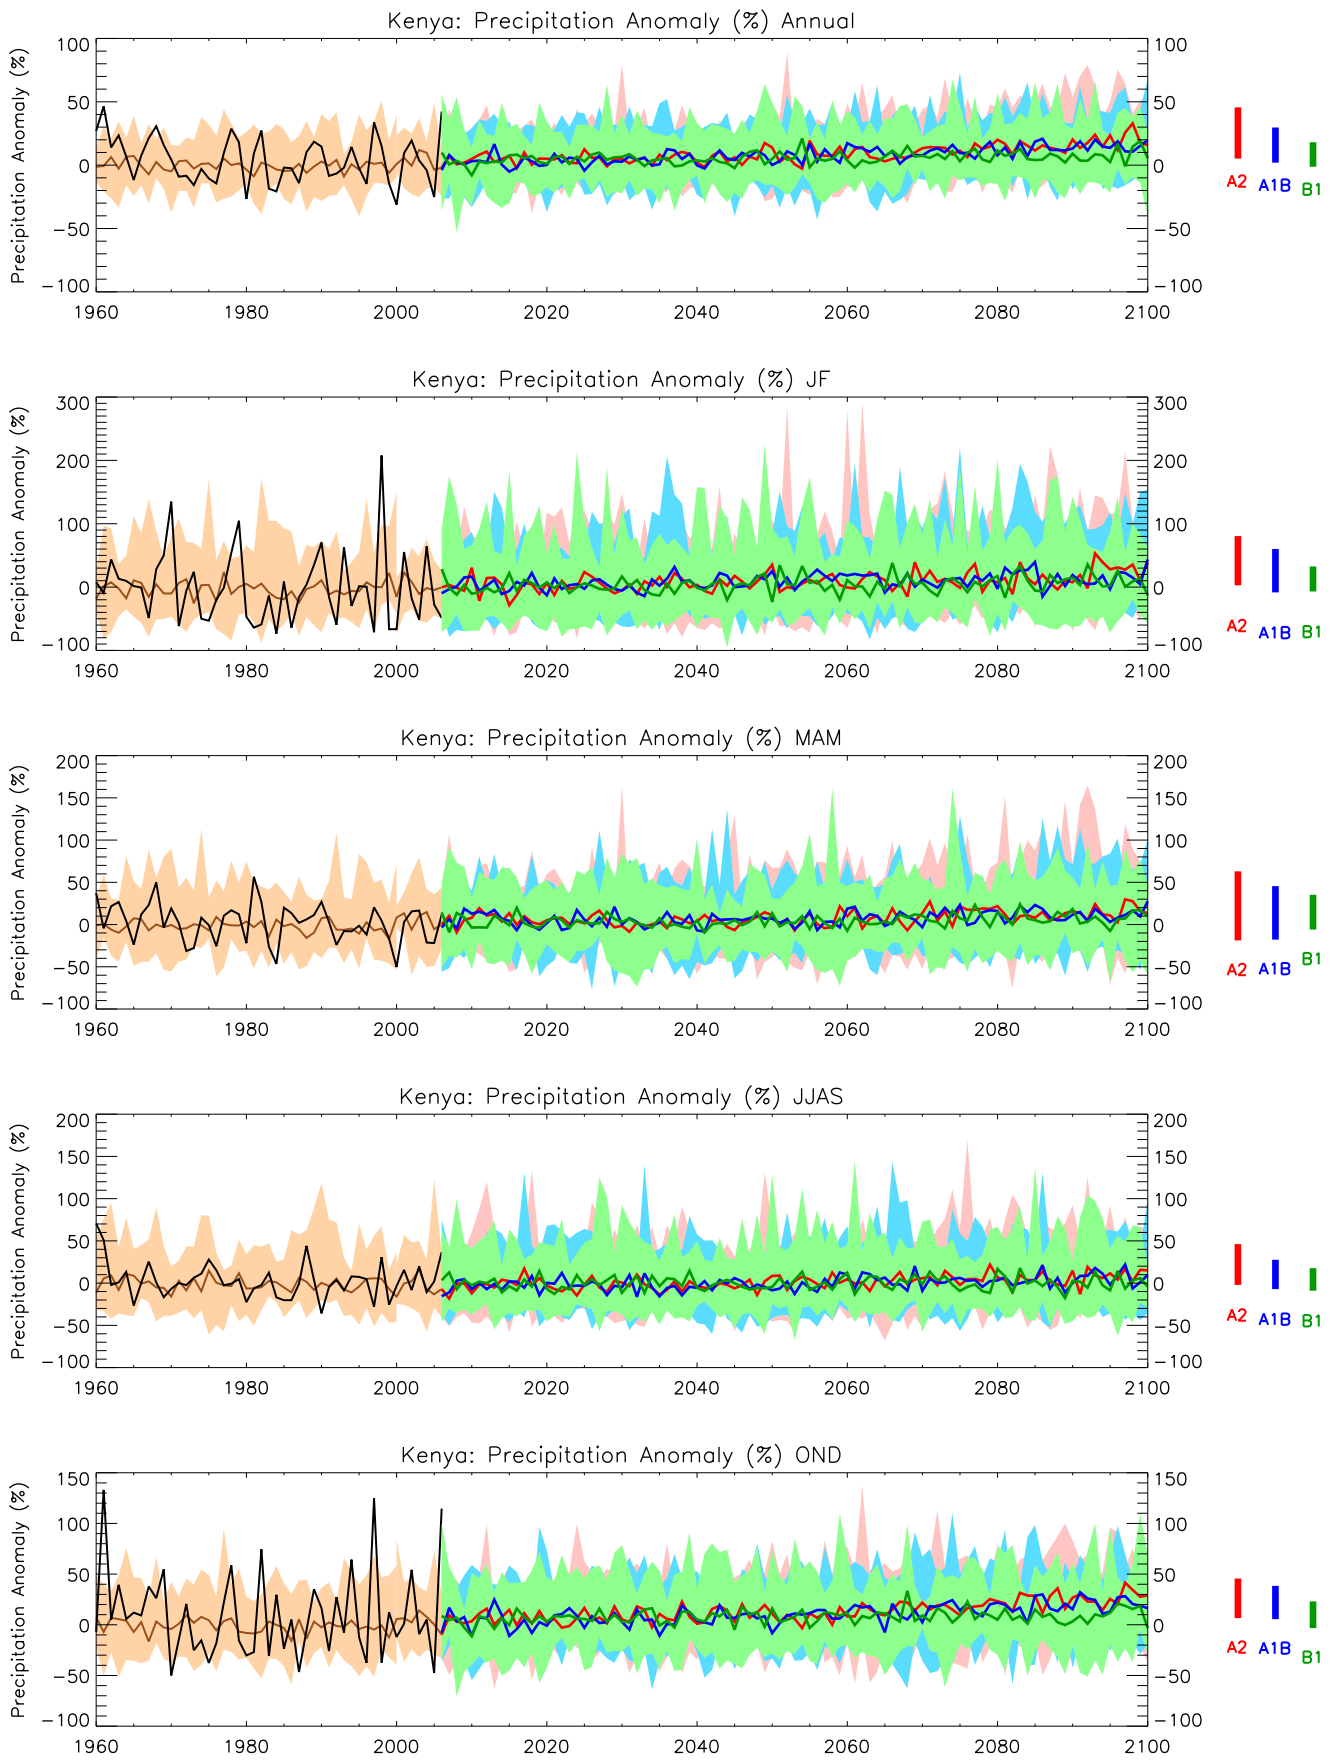 Kenya: Precipitation Anomaly (%) Annual
Precipitation Anomaly (%)
100 100
50 50
0 0
−50 −50
−100 −100
1960 1980 2000 2020 2040 2060 2080 2100
A2 A1B B1
Kenya: Precipitation Anomaly (%) JF
Precipitation Anomaly (%)
300 300
200 200
100 100
0 0
−100 −100
1960 1980 2000 2020 2040 2060 2080 2100
A2 A1B B1
Kenya: Precipitation Anomaly (%) MAM
Precipitation Anomaly (%)
200 200
150 150
100 100
50 50
0 0
−50 −50
−100 −100
1960 1980 2000 2020 2040 2060 2080 2100
A2 A1B B1
Kenya: Precipitation Anomaly (%) JJAS
Precipitation Anomaly (%)
200 200
150 150
100 100
50 50
0 0
−50 −50
−100 −100
1960 1980 2000 2020 2040 2060 2080 2100
A2 A1B B1
Kenya: Precipitation Anomaly (%) OND
Precipitation Anomaly (%)
150 150
100 100
50 50
0 0
−50 −50
−100 −100
1960 1980 2000 2020 2040 2060 2080 2100
A2 A1B B1